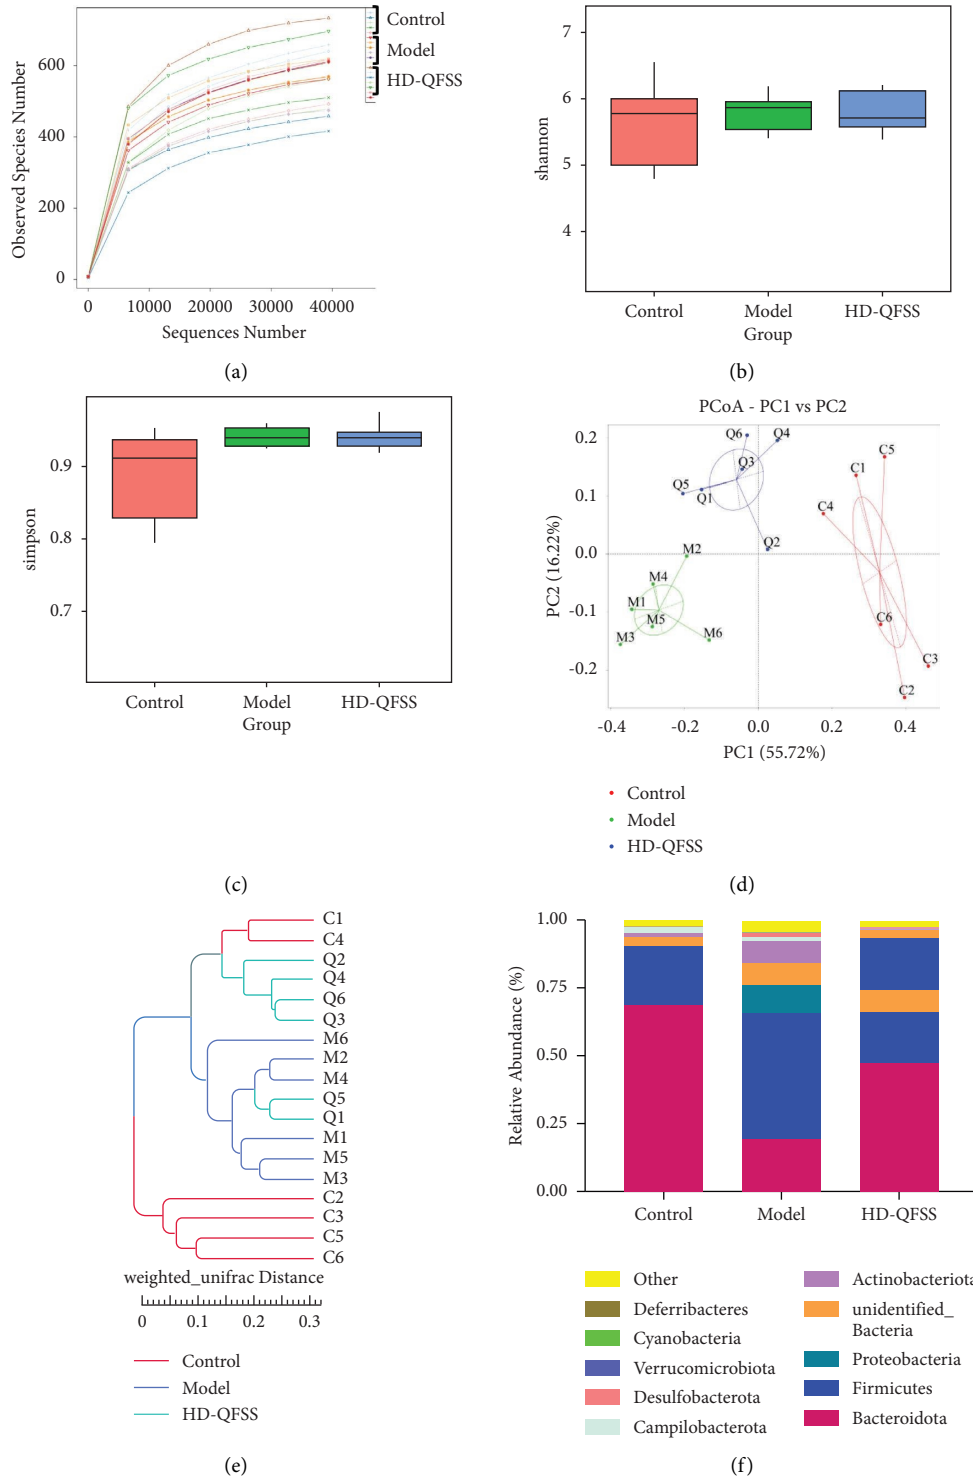 Observed Species Number
600
400
200
0
0 10000 20000 30000 40000
Sequences Number
Control
Model
HD-QFSS
(a)
shannon
7
6
5
4
Control Model HD-QFSS
Group
(b)
simpson
0.9
0.8
0.7
Control Model HD-QFSS
Group
(c)
PCoA - PC1 vs PC2
PC2 (16.22%)
0.2
0.1
0.0
-0.1
-0.2
Q6
Q4
Q3
Q5
Q1
Q2
C5
C1
C4
C6
C3
C2
M2
M4
M1
M5
M3
M6
-0.4 -0.2 0.0 0.2 0.4
PC1 (55.72%)
Control
Model
HD-QFSS
(d)
C1
C4
Q2
Q4
Q6
Q3
M6
M2
M4
Q5
Q1
M1
M5
M3
C2
C3
C5
C6
weighted_unifrac Distance
0 0.1 0.2 0.3
Control
Model
HD-QFSS
(e)
Relative Abundance (%)
1.00
0.75
0.50
0.25
0.00
Control Model HD-QFSS
Other
Deferribacteres
Cyanobacteria
Verrucomicrobiota
Desulfobacterota
Campilobacterota
Actinobacteriota
unidentified_
Bacteria
Proteobacteria
Firmicutes
Bacteroidota
(f)